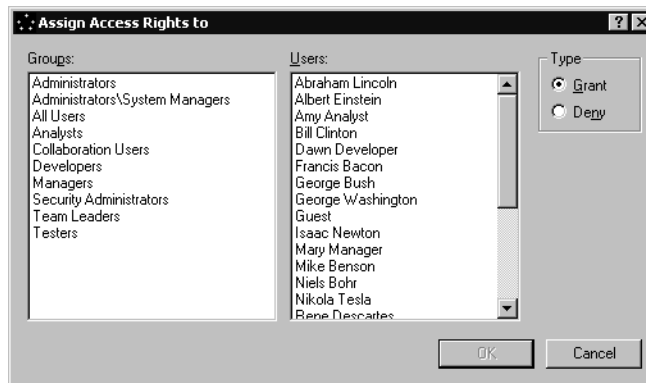 Assign Access Rights to
Groups:
Administrators
Administrators\System Managers
All Users
Analysts
Collaboration Users
Developers
Managers
Security Administrators
Team Leaders
Testers
Users:
Abraham Lincoln
Albert Einstein
Amy Analyst
Bill Clinton
Dawn Developer
Francis Bacon
George Bush
George Washington
Guest
Isaac Newton
Mary Manager
Mike Benson
Niels Bohr
Nikola Tesla
Rene Descartes
Type
Grant
Deny
OK
Cancel